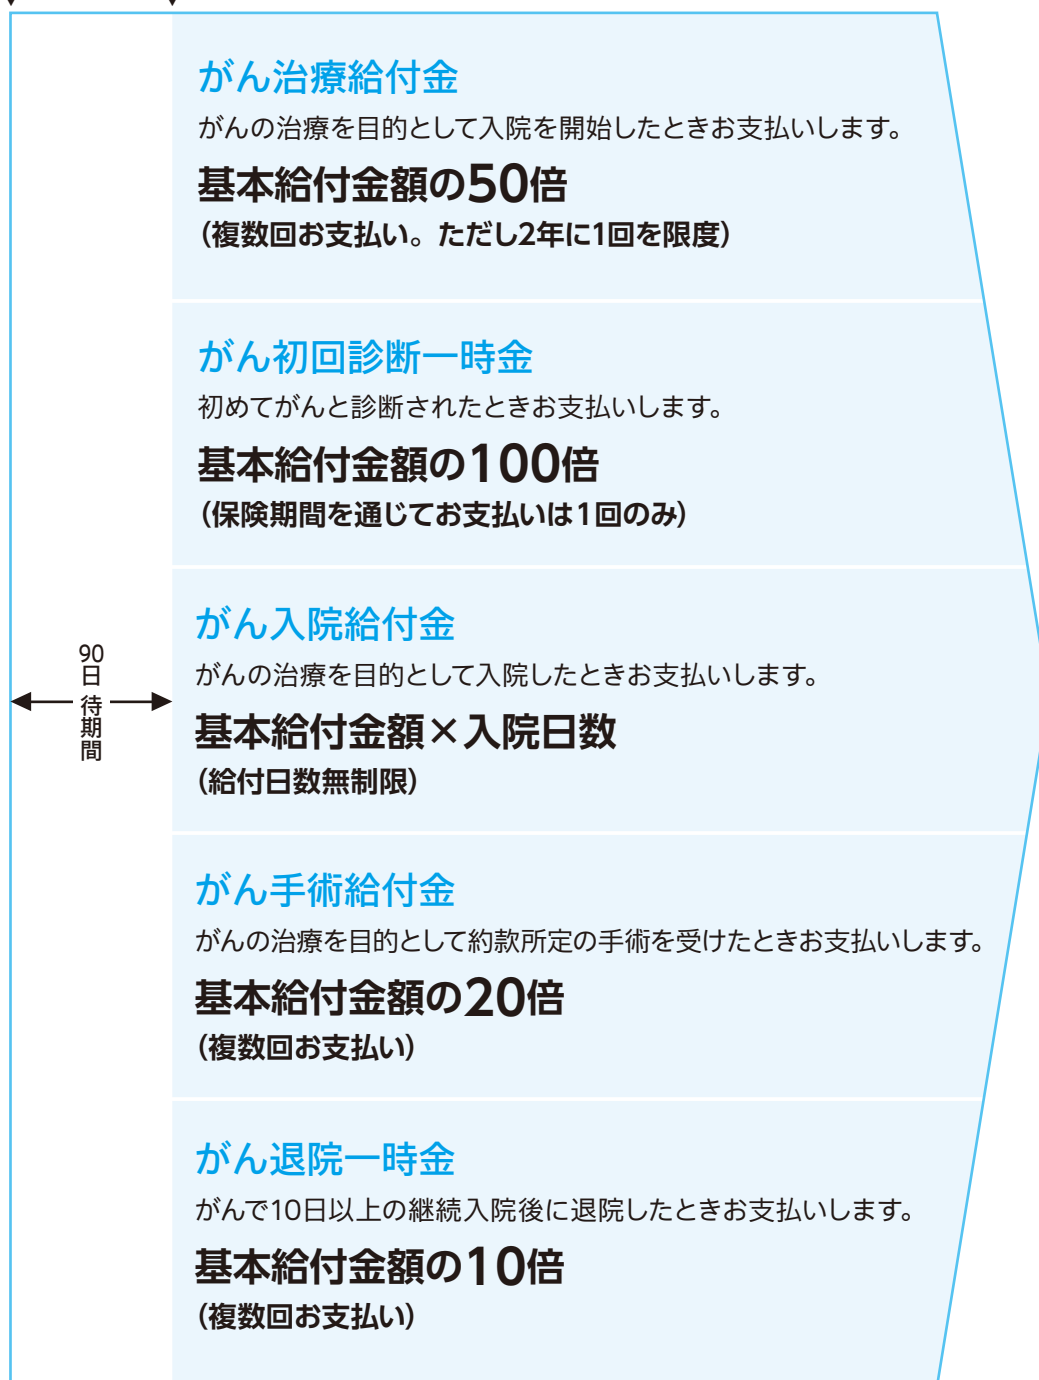 がん治療給付金
がんの治療を目的として入院を開始したときお支払いします。
基本給付金額の50倍
(複数回お支払い。ただし2年に1回を限度)
がん初回診断一時金
初めてがんと診断されたときお支払いします。
基本給付金額の100倍
(保険期間を通じてお支払いは1回のみ)
90日
待期間
がん入院給付金
がんの治療を目的として入院したときお支払いします。
基本給付金額×入院日数
(給付日数無制限)
がん手術給付金
がんの治療を目的として約款所定の手術を受けたときお支払いします。
基本給付金額の20倍
(複数回お支払い)
がん退院一時金
がんで10日以上の継続入院後に退院したときお支払いします。
基本給付金額の10倍
(複数回お支払い)